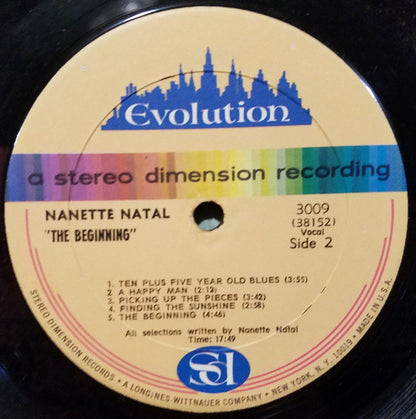 Evolution
a stereo dimension recording
NANETTE NATAL
"THE BEGINNING"
3009
(38152)
Vocal
Side 2
1. TEN PLUS FIVE YEAR OLD BLUES (3:55)
2. A HAPPY MAN (2:13)
3. PICKING UP THE PIECES (3:42)
4. FINDING THE SUNSHINE (2:58)
5. THE BEGINNING (4:46)
All selections written by Nanette Natal
Time: 17:49
sd
STEREO DIMENSION RECORDS • A LONGINES-WITTNAUER COMPANY • NEW YORK, N. Y. 10019 • MADE IN U.S.A.